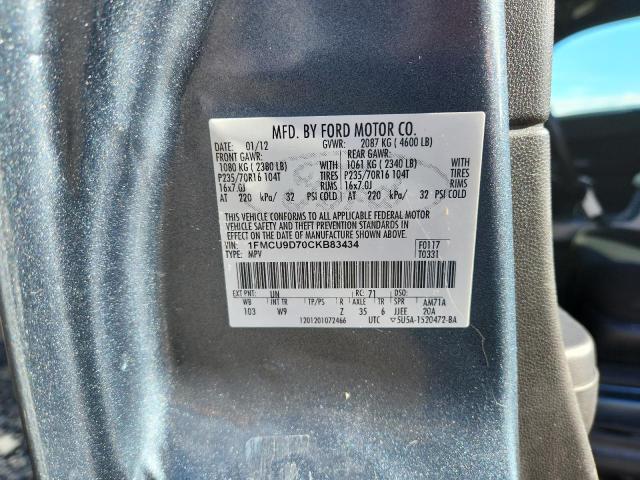 MFD. BY FORD MOTOR CO.
DATE: 01/12 GVWR: 2087 KG ( 4600 LB)
FRONT GAWR: REAR GAWR:
1080 KG ( 2380 LB) WITH 1061 KG ( 2340 LB) WITH
P235/70R16 104T TIRES P235/70R16 104T TIRES
16x7.0J RIMS 16x7.0J RIMS
AT 220 kPa/ 32 PSI COLD AT 220 kPa/ 32 PSI COLD
THIS VEHICLE CONFORMS TO ALL APPLICABLE FEDERAL MOTOR
VEHICLE SAFETY AND THEFT PREVENTION STANDARDS IN EFFECT
ON THE DATE OF MANUFACTURE SHOWN ABOVE.
VIN: 1FMCU9D70CKB83434 F0117
TYPE: MPV T0331
EXT PNT: UN RC: 71 DSO:
WB INT TR TP/PS R AXLE TR SPR AM71A
103 W9 Z 35 6 JJEE 20A
1201201072466 UTC ▽5U5A-1520472-BA